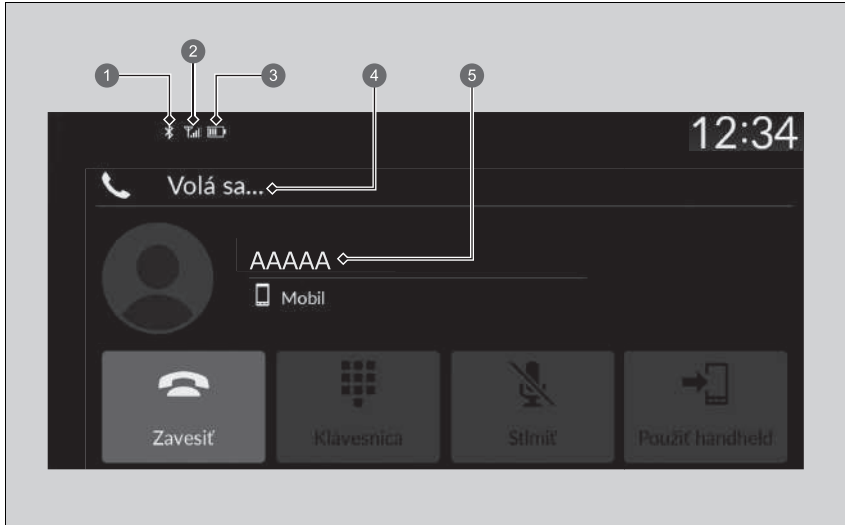 2
1 3 4 5
12:34
Volá sa...
AAAAA
Mobil
Zavesiť Klávesnica Stlmiť Použiť handheld